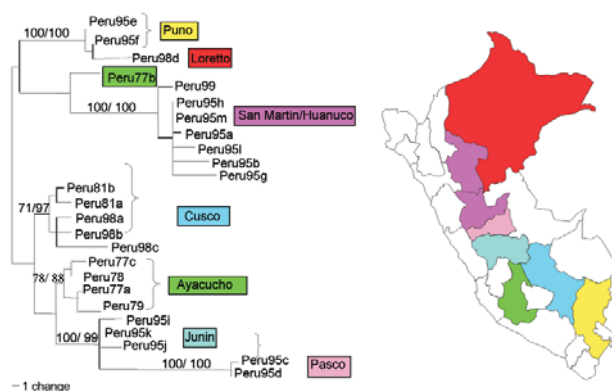 Peru95e
Puno
100/100
Peru95f
Peru98d
Loretto
Peru77b
Peru99
100/ 100
Peru95h
Peru95m
San Martin/Huanuco
Peru95a
Peru95l
Peru95b
Peru95g
Peru81b
71/97
Peru81a
Cusco
Peru98a
Peru98b
Peru98c
Peru77c
78/ 88
Peru78
Ayacucho
Peru77a
Peru79
Peru95i
100/ 99
Peru95k
Junin
Peru95j
100/ 100
Peru95c
Pasco
Peru95d
– 1 change